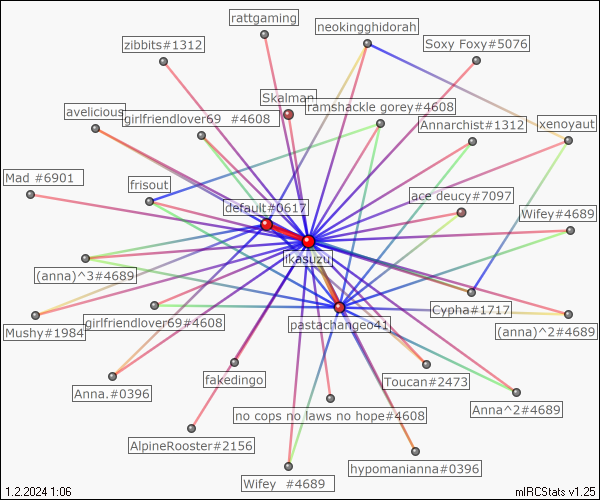 rattgaming
neokingghidorah
zibbits#1312
Soxy Foxy#5076
Skalman
ramshackle gorey#4608
avelicious
girlfriendlover69 #4608
Annarchist#1312
xenoyaut
Mad #6901
frisout
ace deucy#7097
default#0617
Wifey#4689
ikasuzu
(anna)^3#4689
Cypha#1717
Mushy#1984
girlfriendlover69#4608
pastachangeo41
(anna)^2#4689
Anna.#0396
fakedingo
Toucan#2473
no cops no laws no hope#4608
Anna^2#4689
AlpineRooster#2156
hypomanianna#0396
Wifey #4689
1.2.2024 1:06
mIRCStats v1.25